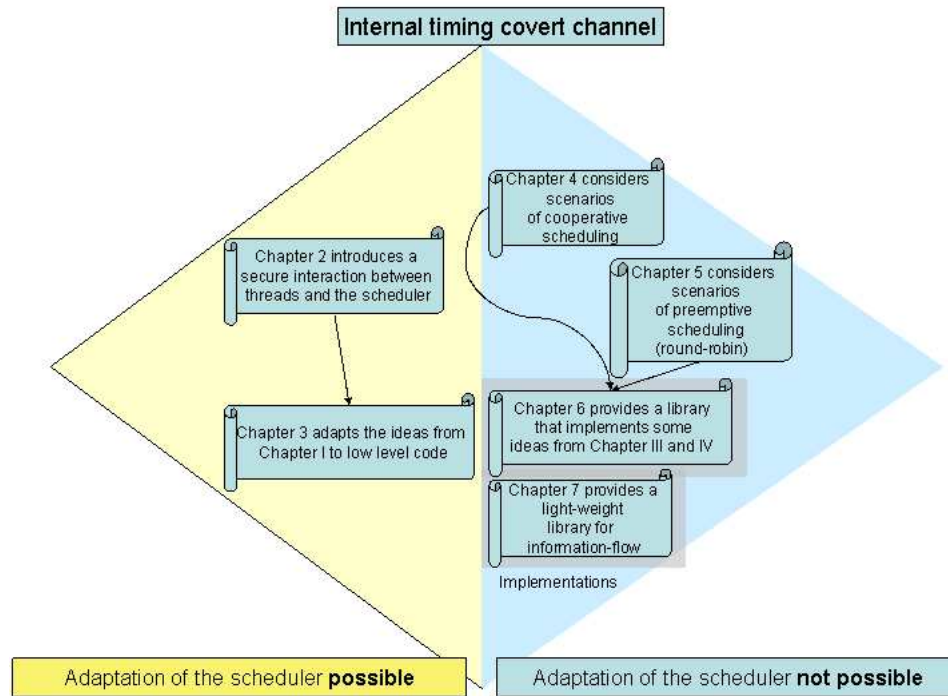 Internal timing covert channel
Chapter 4 considers
scenarios
of cooperative
scheduling
Chapter 2 introduces a
secure interaction between
threads and the scheduler
Chapter 5 considers
scenarios
of preemptive
scheduling
(round-robin)
Chapter 3 adapts the ideas from
Chapter I to low level code
Chapter 6 provides a library
that implements some
ideas from Chapter III and IV
Chapter 7 provides a
light-weight
library for
information-flow
Implementations
Adaptation of the scheduler possible
Adaptation of the scheduler not possible